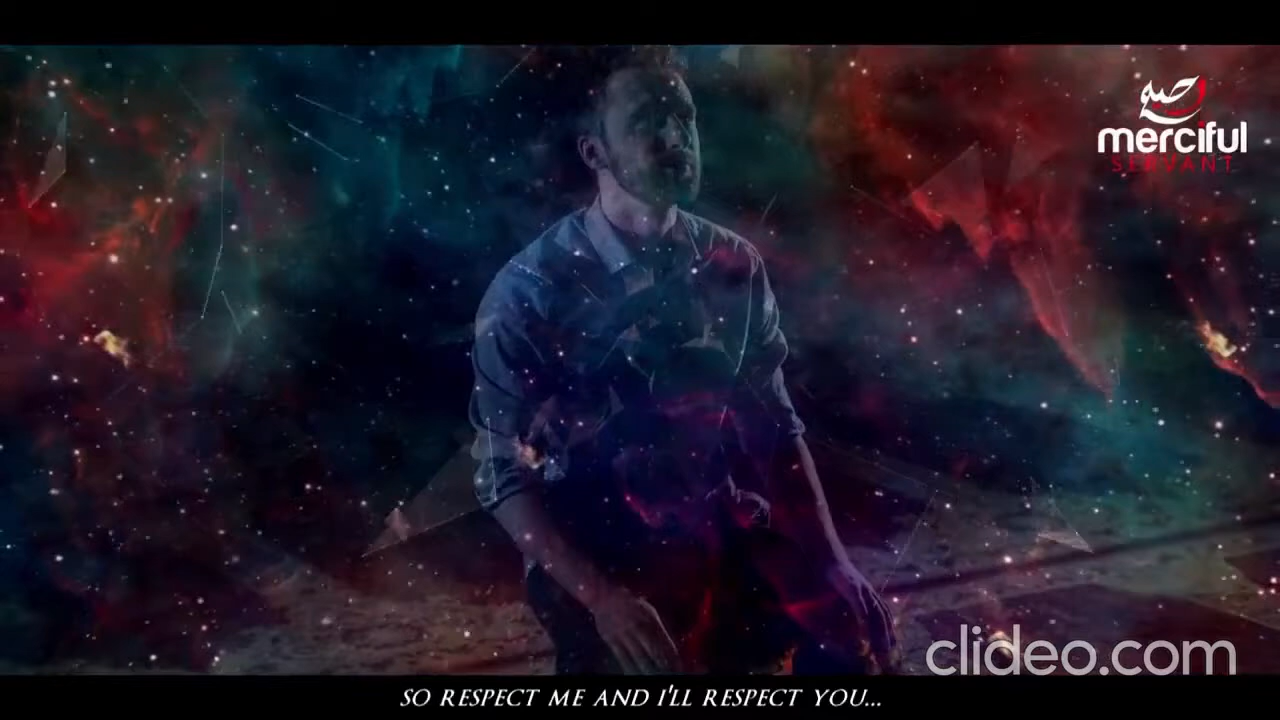 merciful
SERVANT
clideo.com
SO RESPECT ME AND I'LL RESPECT YOU...